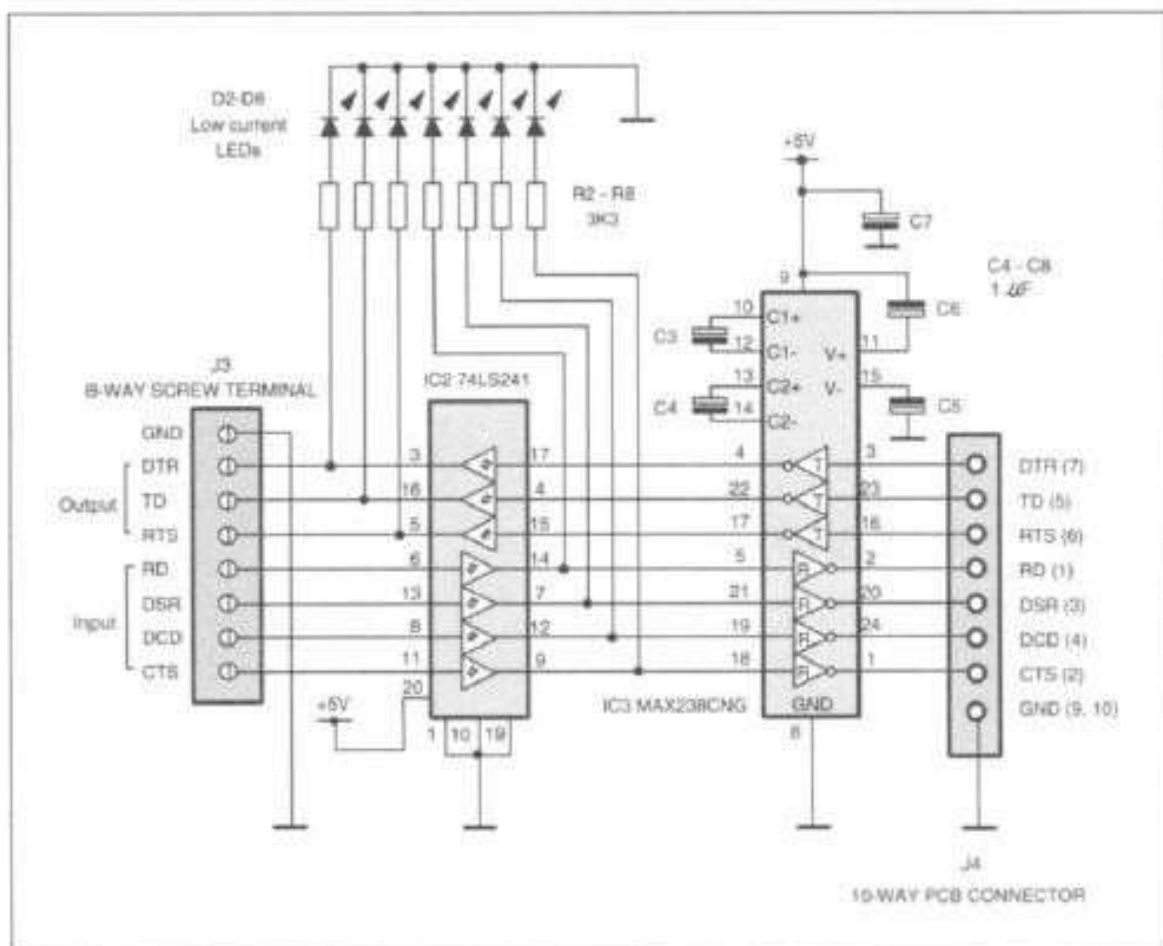 D2-D8
Low current
LEDs
R2 - R8
3K3
+5V
C7
C4 - C8
1 µF
C6
9
10
C1+
C3
12
C1-
V+
11
13
C2+
V-
15
C4
14
C2-
C5
J3
8-WAY SCREW TERMINAL
IC2 74LS241
GND
DTR
3
17
4
T
3
DTR (7)
Output
TD
16
4
22
T
23
TD (5)
RTS
5
15
17
T
16
RTS (6)
RD
6
14
5
R
2
RD (1)
Input
DSR
13
7
21
R
20
DSR (3)
DCD
8
12
19
R
24
DCD (4)
CTS
11
9
18
R
1
CTS (2)
20
+5V
IC3 MAX238CNG
GND
GND (9, 10)
1
10
19
8
J4
10-WAY PCB CONNECTOR